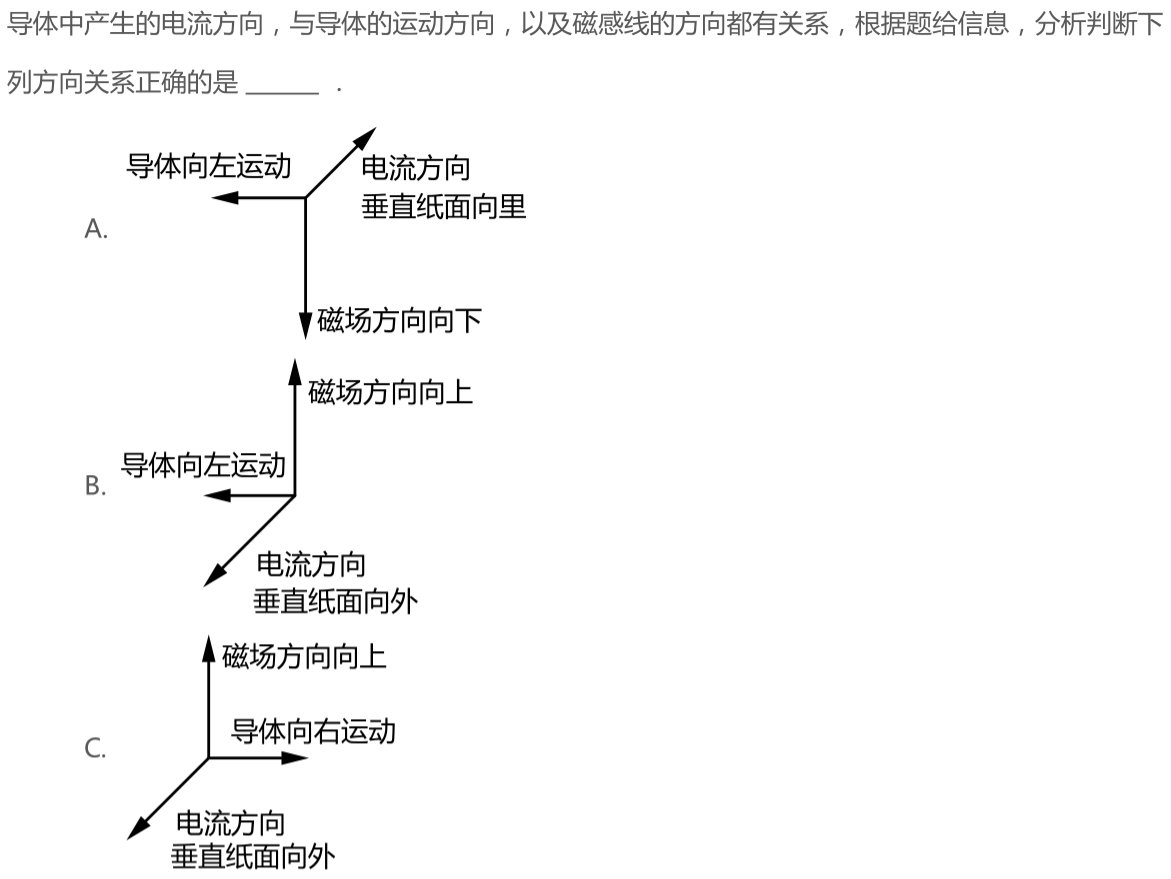 导体中产生的电流方向，与导体的运动方向，以及磁感线的方向都有关系，根据题给信息，分析判断下
列方向关系正确的是 ______ ．
导体向左运动
电流方向
垂直纸面向里
A.
磁场方向向下
磁场方向向上
导体向左运动
B.
电流方向
垂直纸面向外
磁场方向向上
导体向右运动
C.
电流方向
垂直纸面向外